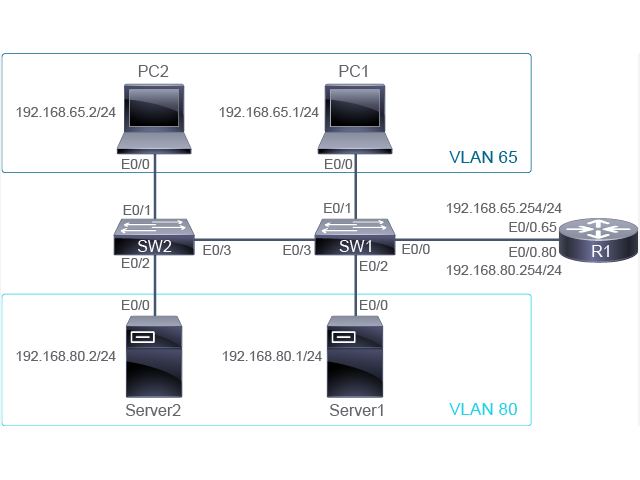 PC2
PC1
192.168.65.2/24
192.168.65.1/24
VLAN 65
E0/0
E0/0
E0/1
E0/1
192.168.65.254/24
E0/0.65
SW2
E0/3
E0/3
SW1
E0/0
R1
E0/2
E0/2
E0/0.80
192.168.80.254/24
E0/0
E0/0
192.168.80.2/24
192.168.80.1/24
Server2
Server1
VLAN 80